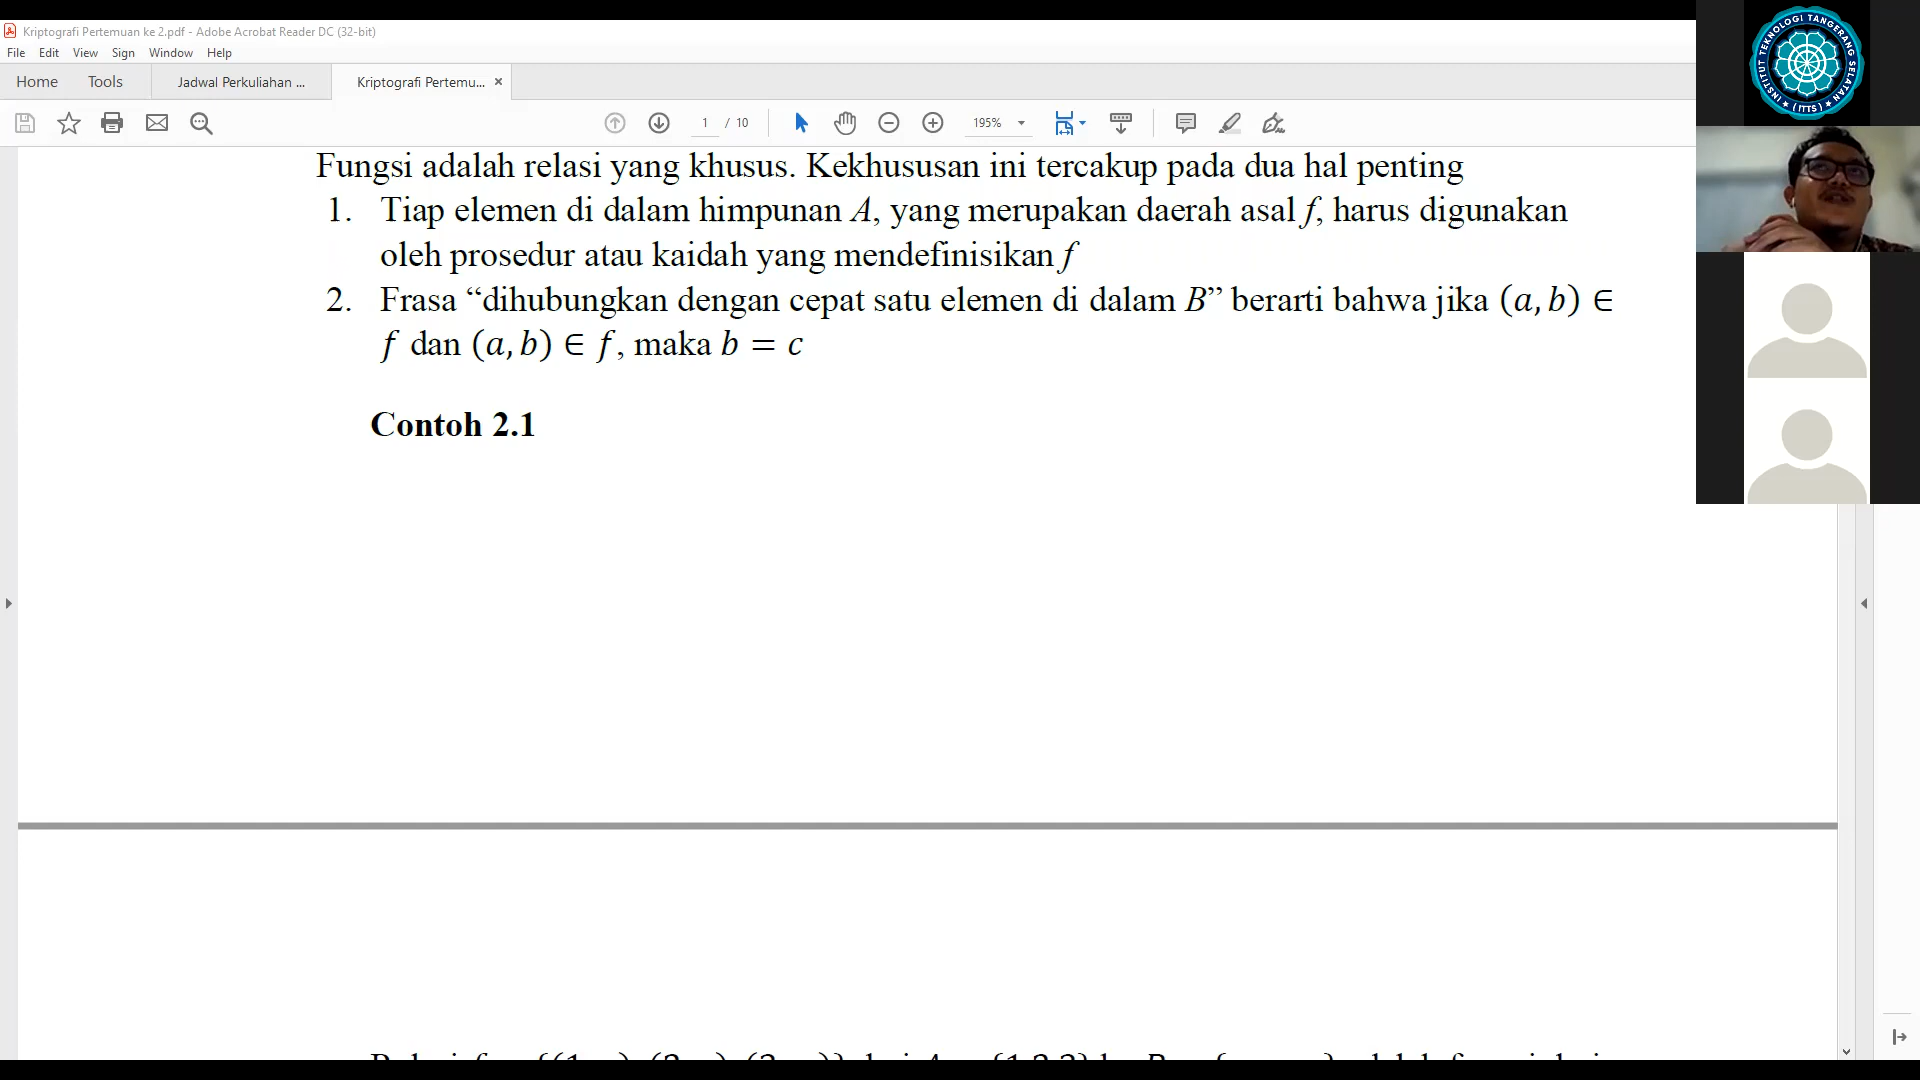 Kriptografi Pertemuan ke 2.pdf - Adobe Acrobat Reader DC (32-bit)
File Edit View Sign Window Help
Home Tools Jadwal Perkuliahan ... Kriptografi Pertemu... ×
1 / 10 195%
INSTITUT TEKNOLOGI TANGERANG SELATAN
(ITTS)
Fungsi adalah relasi yang khusus. Kekhususan ini tercakup pada dua hal penting
1. Tiap elemen di dalam himpunan A, yang merupakan daerah asal f, harus digunakan
oleh prosedur atau kaidah yang mendefinisikan f
2. Frasa “dihubungkan dengan cepat satu elemen di dalam B” berarti bahwa jika (a, b) ∈
f dan (a, b) ∈ f, maka b = c
Contoh 2.1